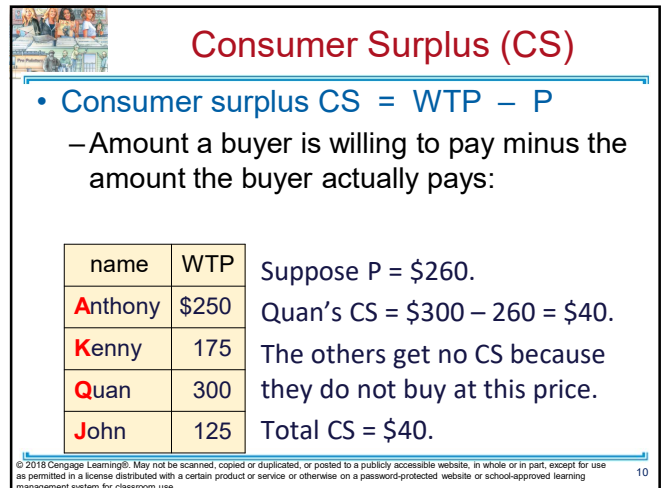 Consumer Surplus (CS)
• Consumer surplus CS = WTP – P
–Amount a buyer is willing to pay minus the
amount the buyer actually pays:
name WTP
Anthony $250
Kenny 175
Quan 300
John 125
Suppose P = $260.
Quan's CS = $300 – 260 = $40.
The others get no CS because
they do not buy at this price.
Total CS = $40.
© 2018 Cengage Learning®. May not be scanned, copied or duplicated, or posted to a publicly accessible website, in whole or in part, except for use
as permitted in a license distributed with a certain product or service or otherwise on a password-protected website or school-approved learning
management system for classroom use.
10